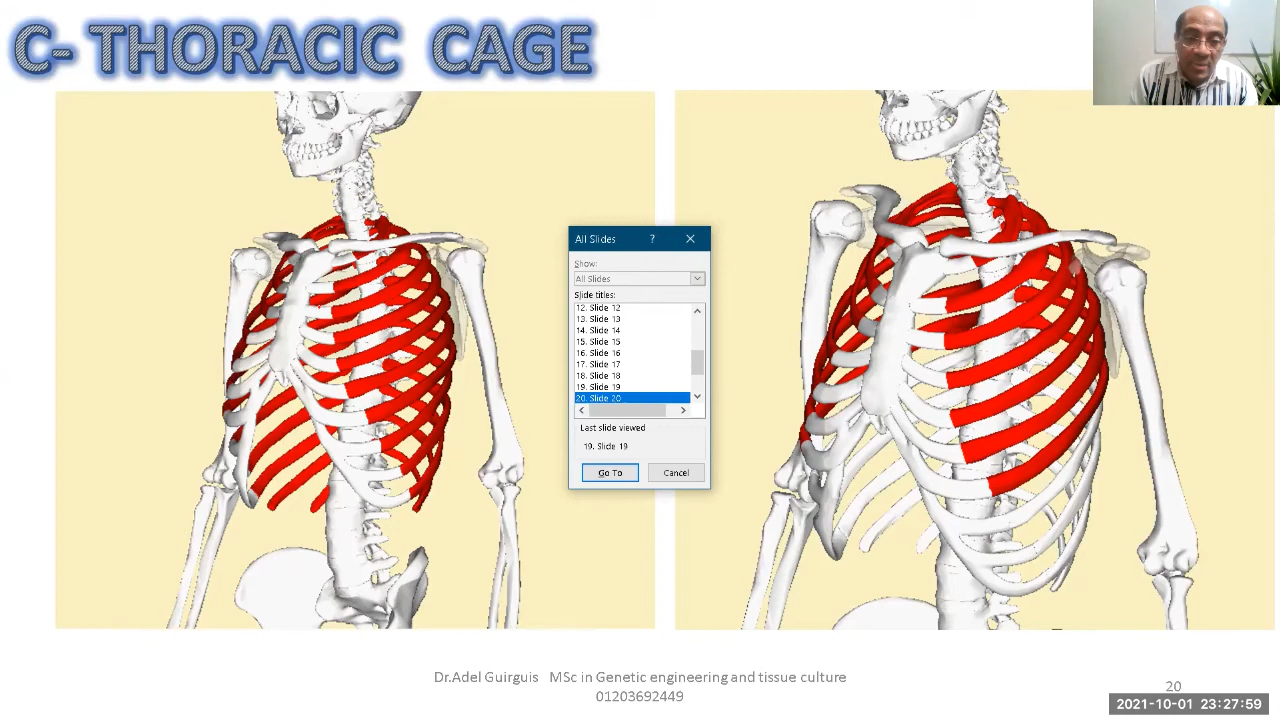 C- THORACIC CAGE
All Slides
?
Show:
All Slides
Slide titles:
12. Slide 12
13. Slide 13
14. Slide 14
15. Slide 15
16. Slide 16
17. Slide 17
18. Slide 18
19. Slide 19
20. Slide 20
Last slide viewed
19. Slide 19
Go To
Cancel
Dr.Adel Guirguis MSc in Genetic engineering and tissue culture
01203692449
20
2021-10-01 23:27:59